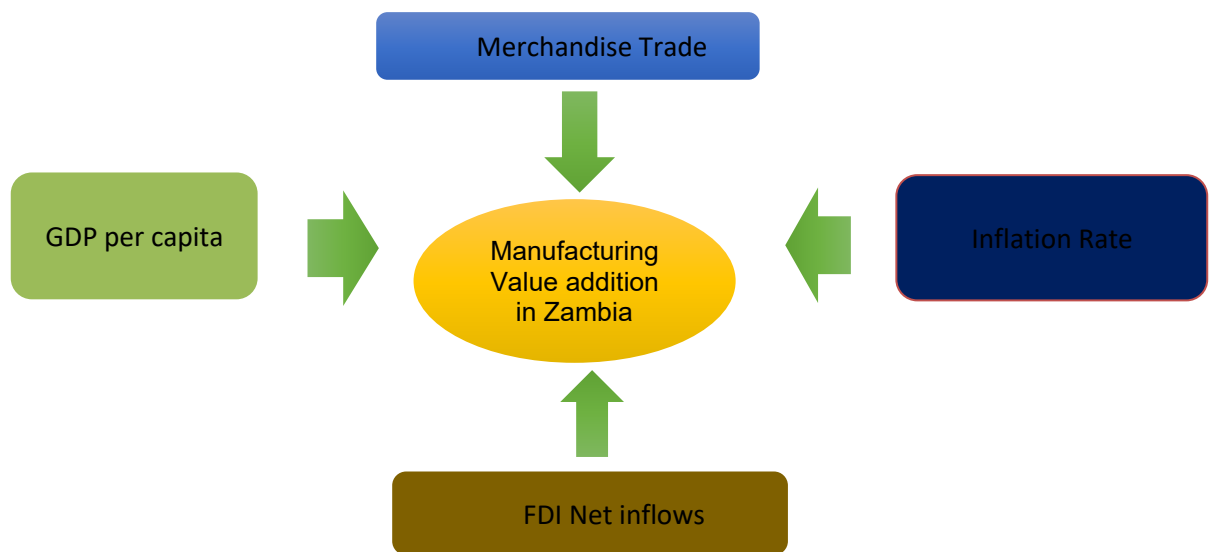 Merchandise Trade
GDP per capita
Manufacturing
Value addition
in Zambia
Inflation Rate
FDI Net inflows